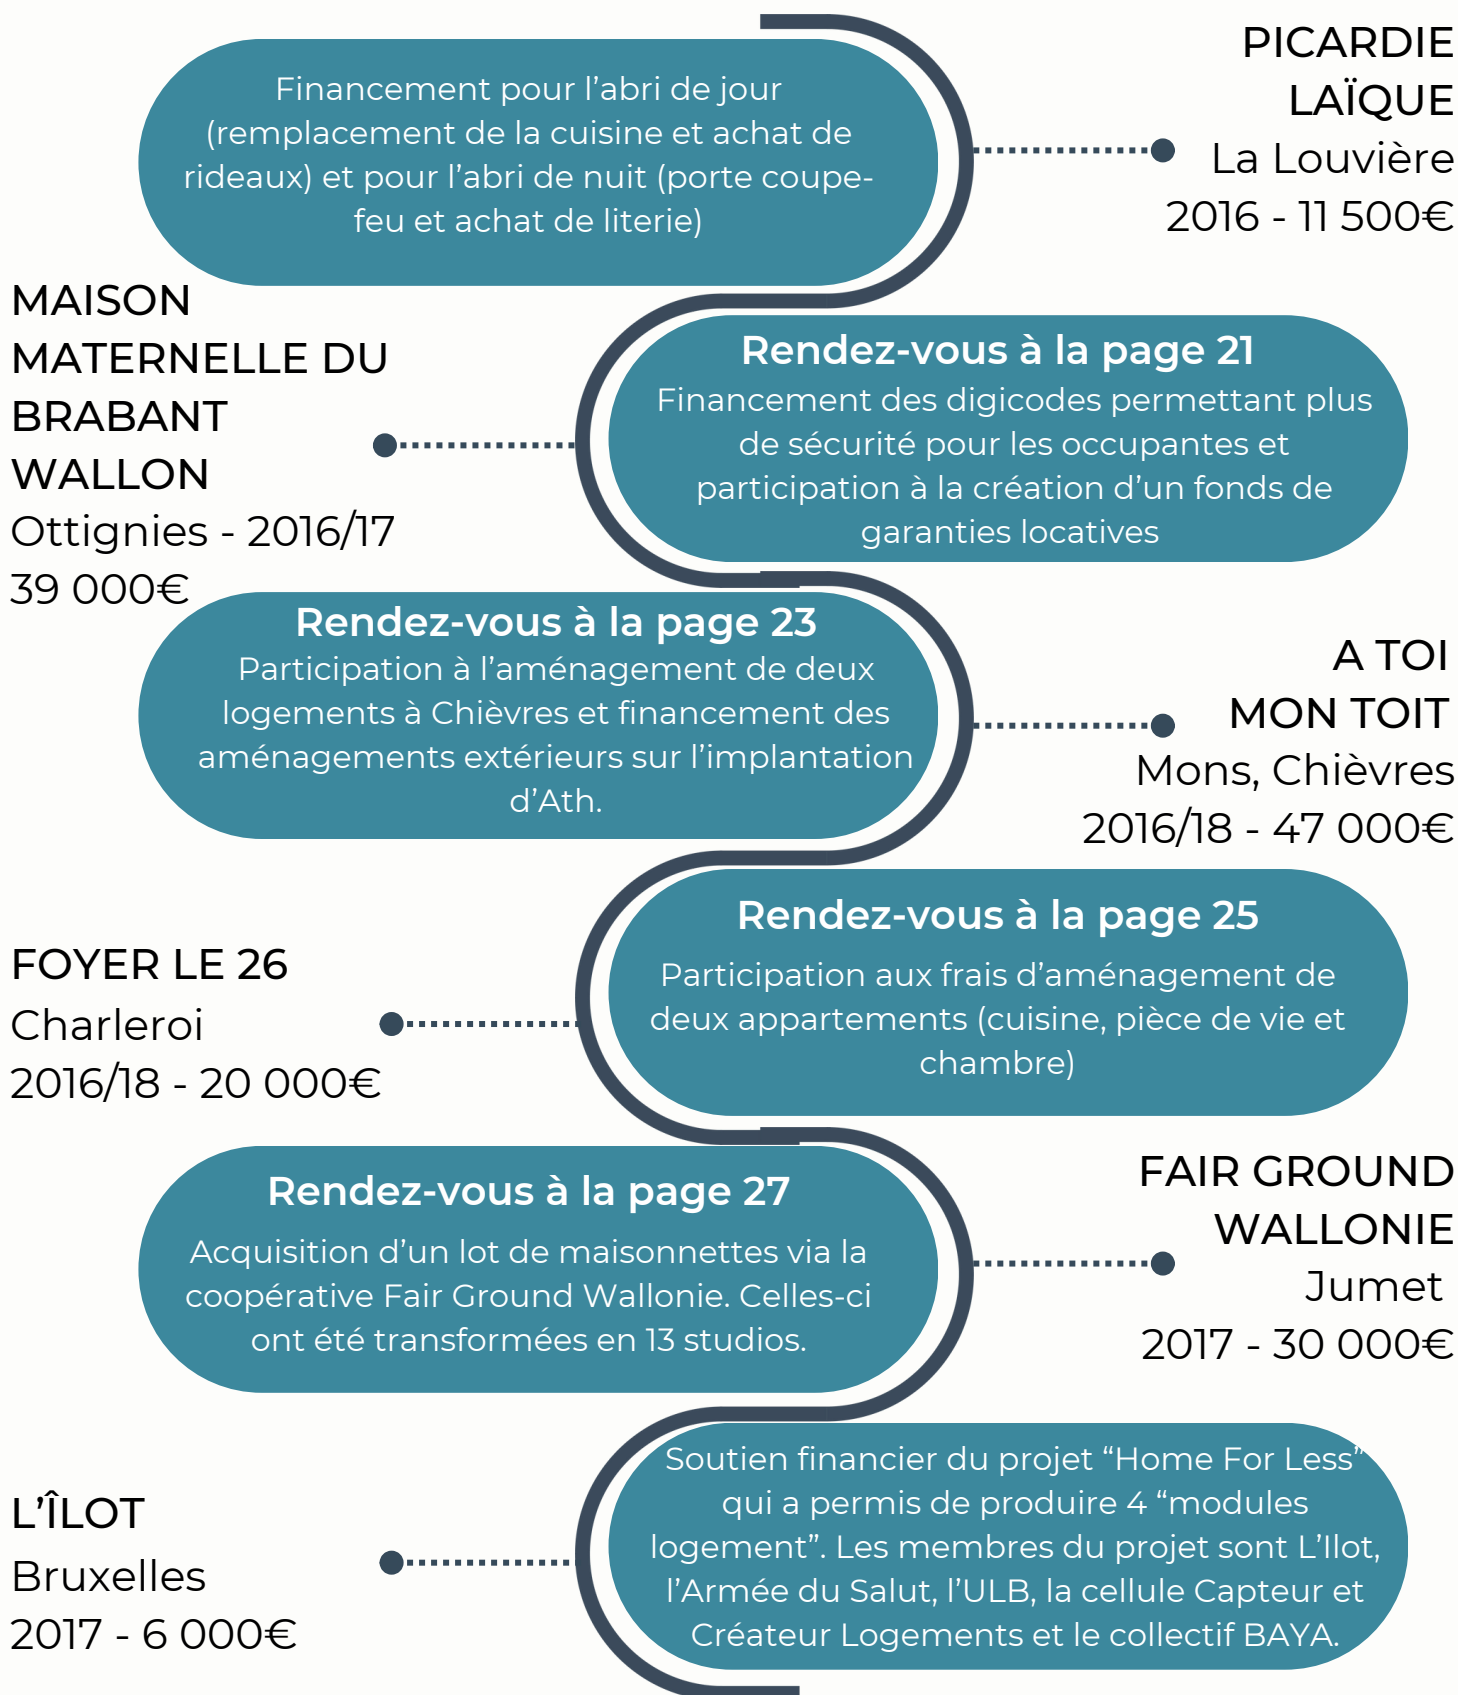 PICARDIE
LAÏQUE
La Louvière
2016 - 11 500€
Financement pour l’abri de jour
(remplacement de la cuisine et achat de
rideaux) et pour l’abri de nuit (porte coupe-
feu et achat de literie)
MAISON
MATERNELLE DU
BRABANT
WALLON
Ottignies - 2016/17
39 000€
Rendez-vous à la page 21
Financement des digicodes permettant plus
de sécurité pour les occupantes et
participation à la création d’un fonds de
garanties locatives
A TOI
MON TOIT
Mons, Chièvres
2016/18 - 47 000€
Rendez-vous à la page 23
Participation à l’aménagement de deux
logements à Chièvres et financement des
aménagements extérieurs sur l’implantation
d’Ath.
FOYER LE 26
Charleroi
2016/18 - 20 000€
Rendez-vous à la page 25
Participation aux frais d’aménagement de
deux appartements (cuisine, pièce de vie et
chambre)
FAIR GROUND
WALLONIE
Jumet
2017 - 30 000€
Rendez-vous à la page 27
Acquisition d’un lot de maisonnettes via la
coopérative Fair Ground Wallonie. Celles-ci
ont été transformées en 13 studios.
L’ÎLOT
Bruxelles
2017 - 6 000€
Soutien financier du projet “Home For Less”
qui a permis de produire 4 “modules
logement”. Les membres du projet sont L’Ilot,
l’Armée du Salut, l’ULB, la cellule Capteur et
Créateur Logements et le collectif BAYA.